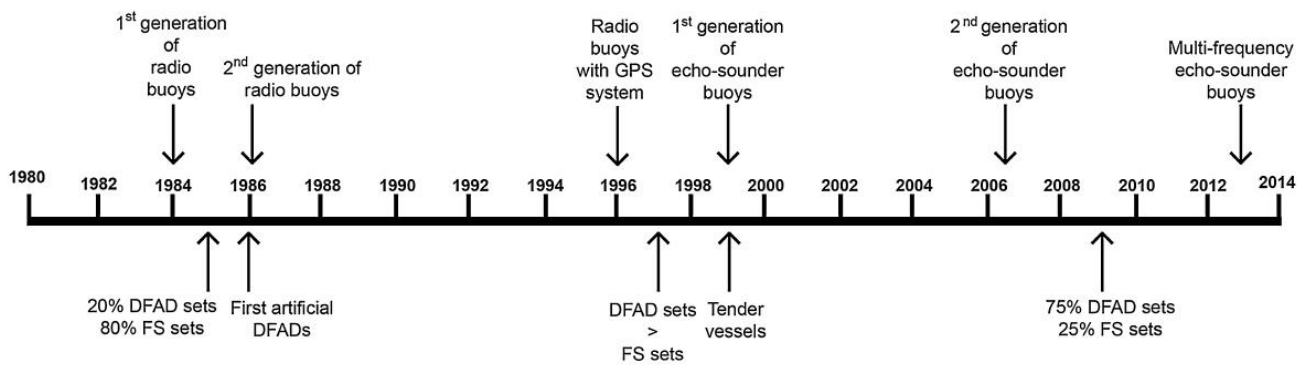 1st generation
of
radio
buoys
2nd generation of
radio buoys
Radio
buoys
with GPS
system
1st generation
of
echo-sounder
buoys
2nd generation
of
echo-sounder
buoys
Multi-frequency
echo-sounder
buoys
1980 1982 1984 1986 1988 1990 1992 1994 1996 1998 2000 2002 2004 2006 2008 2010 2012 2014
20% DFAD sets
80% FS sets
First artificial
DFADs
DFAD sets
>
FS sets
Tender
vessels
75% DFAD sets
25% FS sets